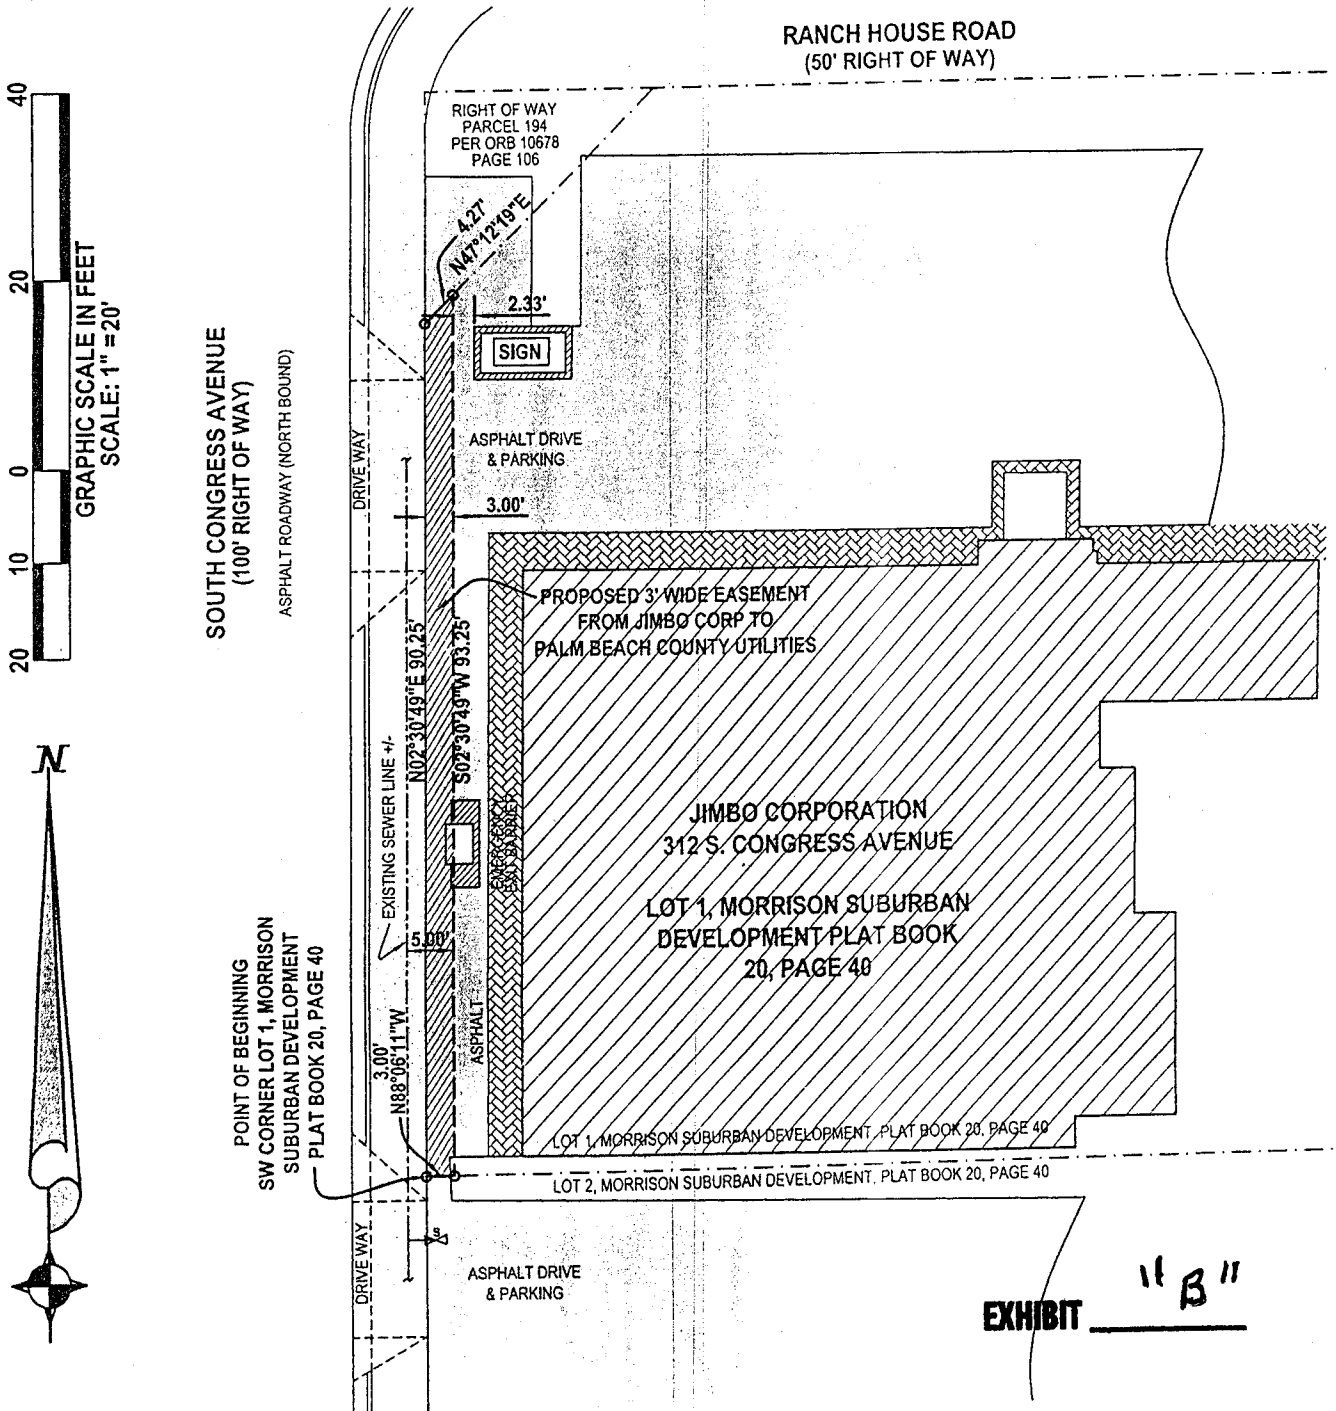 RANCH HOUSE ROAD
(50' RIGHT OF WAY)
RIGHT OF WAY
PARCEL 194
PER ORB 10678
PAGE 106
40
20
0
10
20
GRAPHIC SCALE IN FEET
SCALE: 1" =20'
SOUTH CONGRESS AVENUE
(100' RIGHT OF WAY)
ASPHALT ROADWAY (NORTH BOUND)
DRIVE WAY
4.27'
N47°12'19"E
2.33'
SIGN
ASPHALT DRIVE
& PARKING
3.00'
PROPOSED 3' WIDE EASEMENT
FROM JIMBO CORP TO
PALM BEACH COUNTY UTILITIES
N02°30'49"E 90.25'
S02°30'49"W 93.25'
EXISTING SEWER LINE +/-
EMERGENCY
EXIT BARRIER
N
JIMBO CORPORATION
312 S. CONGRESS AVENUE
LOT 1, MORRISON SUBURBAN
DEVELOPMENT PLAT BOOK
20, PAGE 40
5.00'
ASPHALT
3.00'
N88°06'11"W
POINT OF BEGINNING
SW CORNER LOT 1, MORRISON
SUBURBAN DEVELOPMENT
PLAT BOOK 20, PAGE 40
LOT 1, MORRISON SUBURBAN DEVELOPMENT, PLAT BOOK 20, PAGE 40
LOT 2, MORRISON SUBURBAN DEVELOPMENT, PLAT BOOK 20, PAGE 40
S
DRIVE WAY
ASPHALT DRIVE
& PARKING
EXHIBIT "B"